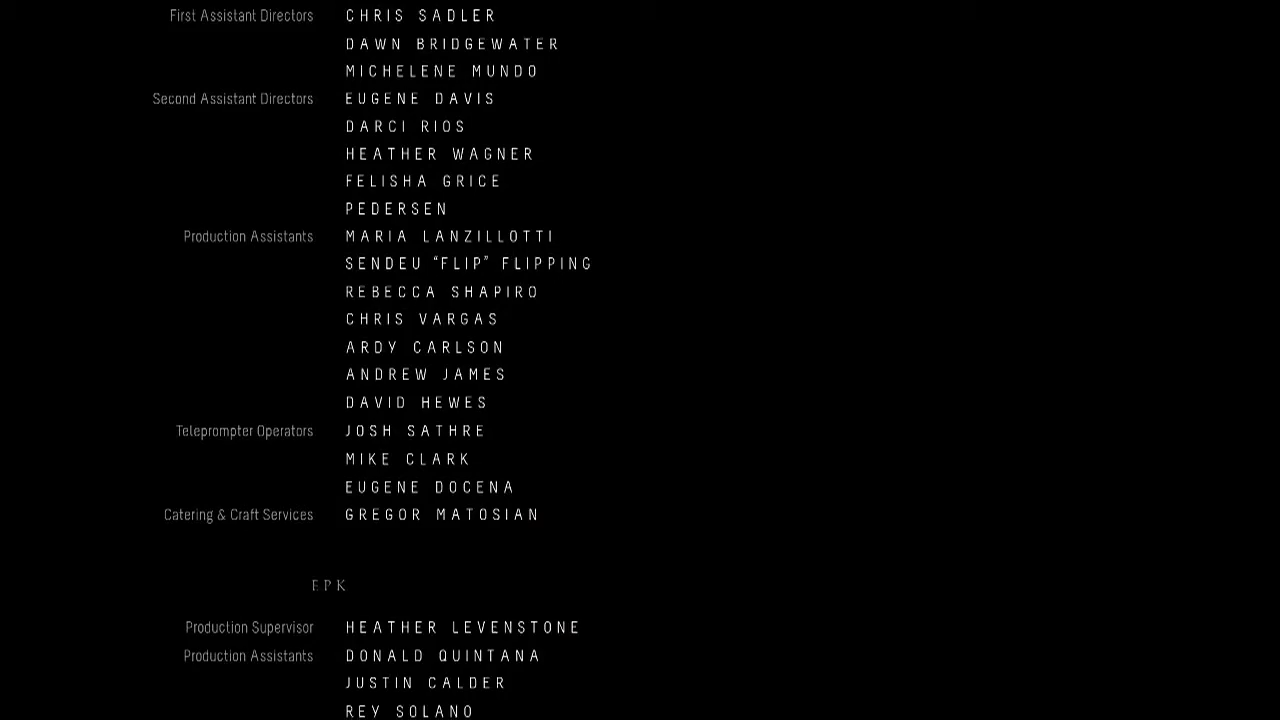 First Assistant Directors CHRIS SADLER
DAWN BRIDGEWATER
MICHELENE MUNDO
Second Assistant Directors EUGENE DAVIS
DARCI RIOS
HEATHER WAGNER
FELISHA GRICE
PEDERSEN
Production Assistants MARIA LANZILLOTTI
SENDEU “FLIP” FLIPPING
REBECCA SHAPIRO
CHRIS VARGAS
ARDY CARLSON
ANDREW JAMES
DAVID HEWES
Teleprompter Operators JOSH SATHRE
MIKE CLARK
EUGENE DOCENA
Catering & Craft Services GREGOR MATOSIAN
EPK
Production Supervisor HEATHER LEVENSTONE
Production Assistants DONALD QUINTANA
JUSTIN CALDER
REY SOLANO